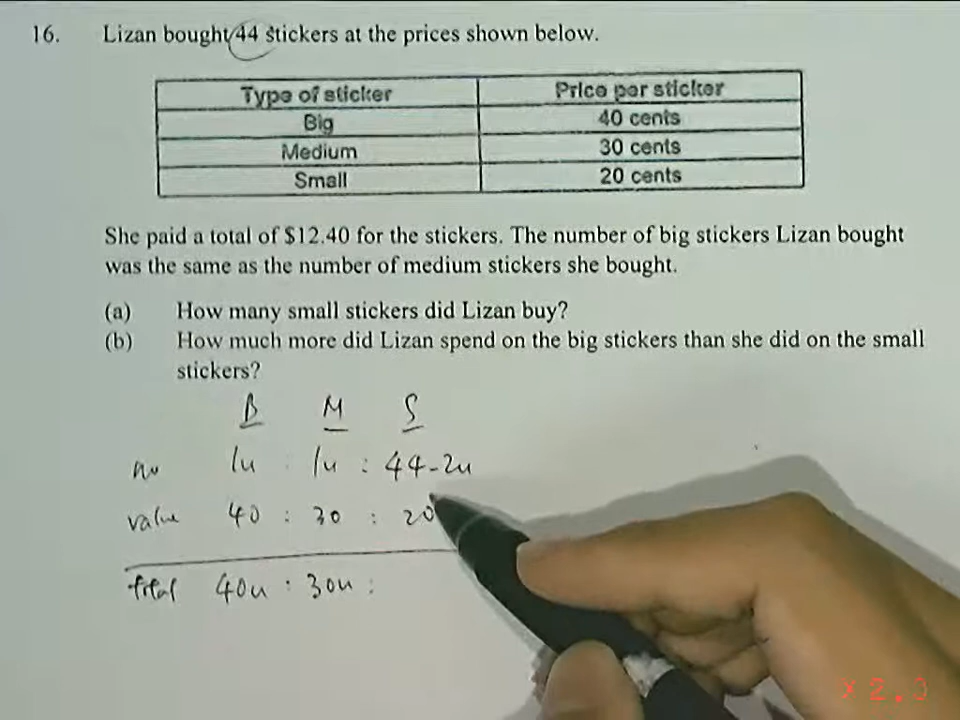 16. Lizan bought 44 stickers at the prices shown below.
Type of sticker Price per sticker
Big 40 cents
Medium 30 cents
Small 20 cents
She paid a total of $12.40 for the stickers. The number of big stickers Lizan bought
was the same as the number of medium stickers she bought.
(a) How many small stickers did Lizan buy?
(b) How much more did Lizan spend on the big stickers than she did on the small
stickers?
B M S
no 1u : 1u : 44-2u
value 40 : 30 : 20
total 40u : 30u :
×2.0